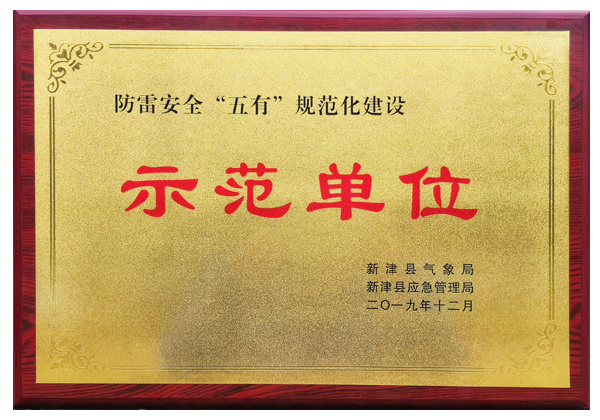 防雷安全“五有”规范化建设
示范单位
新津县气象局
新津县应急管理局
二〇一九年十二月